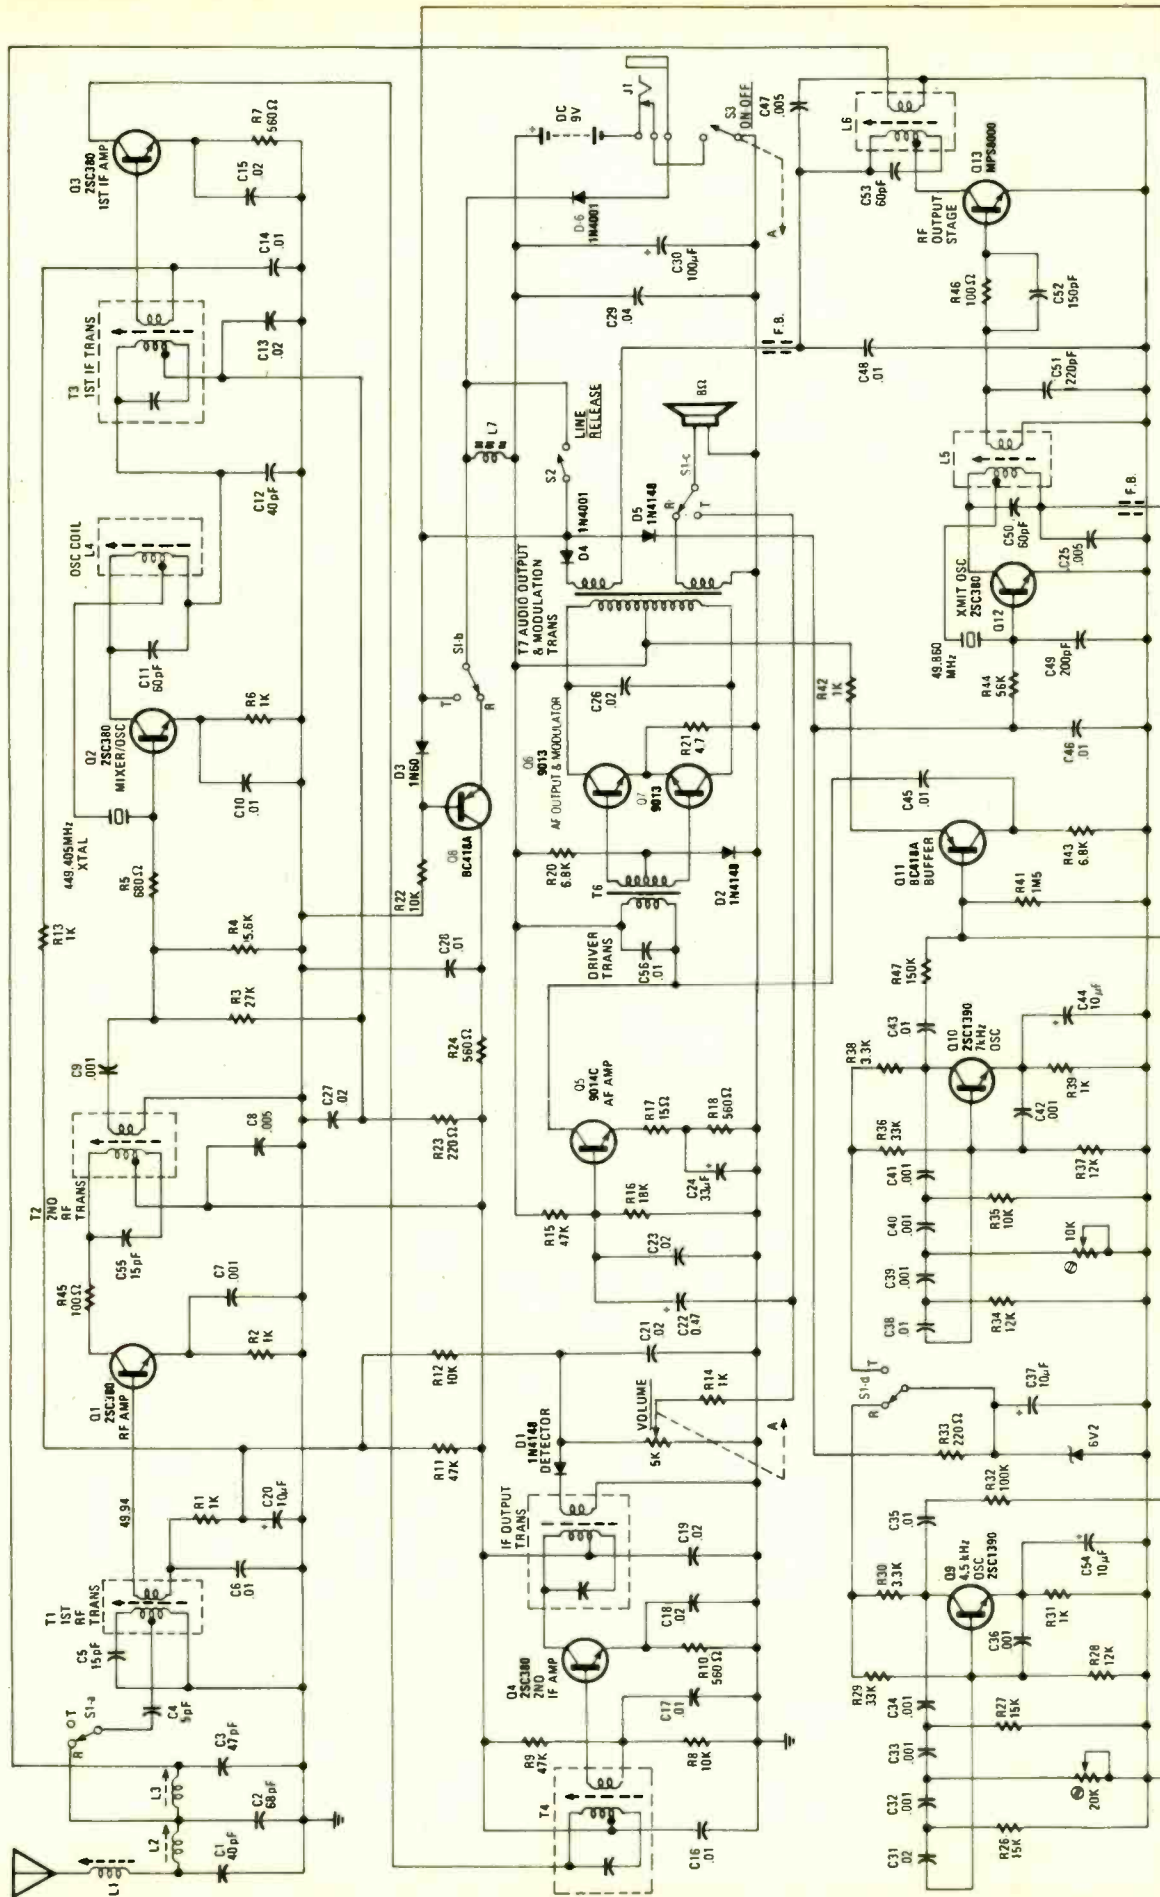 L1
L2
L3
C1
40pF
C2
68pF
C3
47pF
R
T
S1-a
C4
5pF
C5
15pF
T1
1ST
RF
TRANS
C6
.01
R1
1K
C20
10µF
+
49.94
Q1
2SC380
RF AMP
R2
1K
C7
.001
R45
100Ω
C55
15pF
T2
2NO
RF
TRANS
C8
.005
C9
.001
C27
.02
R3
27K
R4
5.6K
R5
680Ω
R13
1K
449.405MHz
XTAL
Q2
2SC380
MIXER/OSC
C10
.01
R6
1K
C11
60pF
OSC COIL
L4
C12
40pF
T3
1ST IF TRANS
C13
.02
C14
.01
Q3
2SC380
1ST IF AMP
C15
.02
R7
560Ω
R11
47K
R12
10K
R23
220Ω
R24
560Ω
C28
.01
R22
10K
Q8
BC418A
D3
1N60
T
R
S1-b
L7
S2
LINE
RELEASE
D-6
1N4001
+
DC
9V
J1
S3
ON OFF
A
T4
C16
.01
R9
47K
R8
10K
C17
.01
Q4
2SC380
2NO
IF AMP
R10
560Ω
C18
.02
C19
.02
IF OUTPUT
TRANS
D1
1N4148
DETECTOR
VOLUME
5K
A
R14
1K
C21
.02
C22
0.47
+
C23
.02
R15
47K
R16
18K
Q5
9014C
AF AMP
R17
15Ω
R18
560Ω
C24
33µF
+
DRIVER
TRANS
C56
.01
T6
R20
6.8K
D2
1N4148
Q6
9013
AF OUTPUT & MODULATOR
Q7
9013
R21
4.7
C26
.02
T7 AUDIO OUTPUT
& MODULATION
TRANS
D4
1N4001
D5
1N4148
R
T
S1-c
8Ω
C29
.04
C30
100µF
+
F.B.
C48
.01
C47
.005
C31
.02
R26
15K
C32
.001
20K
C33
.001
R27
15K
C34
.001
R29
33K
R28
12K
C36
.001
Q9
4.5 kHz
OSC
2SC1390
R30
3.3K
R31
1K
C54
10µF
+
C35
.01
R32
100K
R33
220Ω
6V2
C37
10µF
+
R
T
S1-d
C38
.01
R34
12K
C39
.001
10K
C40
.001
R35
10K
C41
.001
R36
33K
R37
12K
R38
3.3K
C42
.001
Q10
2SC1390
7kHz
OSC
R39
1K
C44
10µF
+
C43
.01
R47
150K
R41
1M5
Q11
BC418A
BUFFER
R43
6.8K
C45
.01
R42
1K
C46
.01
R44
56K
49.860
MHz
C49
200pF
XMIT OSC
2SC380
Q12
C25
.005
C50
60pF
F.B.
L5
C51
1220pF
R46
100Ω
C52
150pF
RF
OUTPUT
STAGE
Q13
MPS8000
C53
60pF
L6